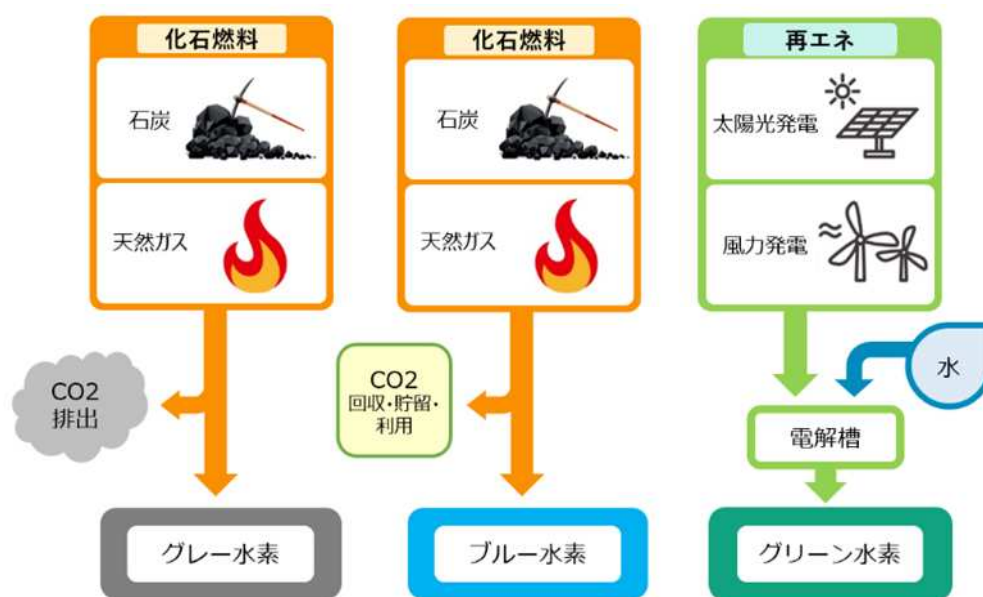 化石燃料
石炭
天然ガス
CO2
排出
グレー水素
化石燃料
石炭
天然ガス
CO2
回収・貯留・
利用
ブルー水素
再エネ
太陽光発電
風力発電
水
電解槽
グリーン水素